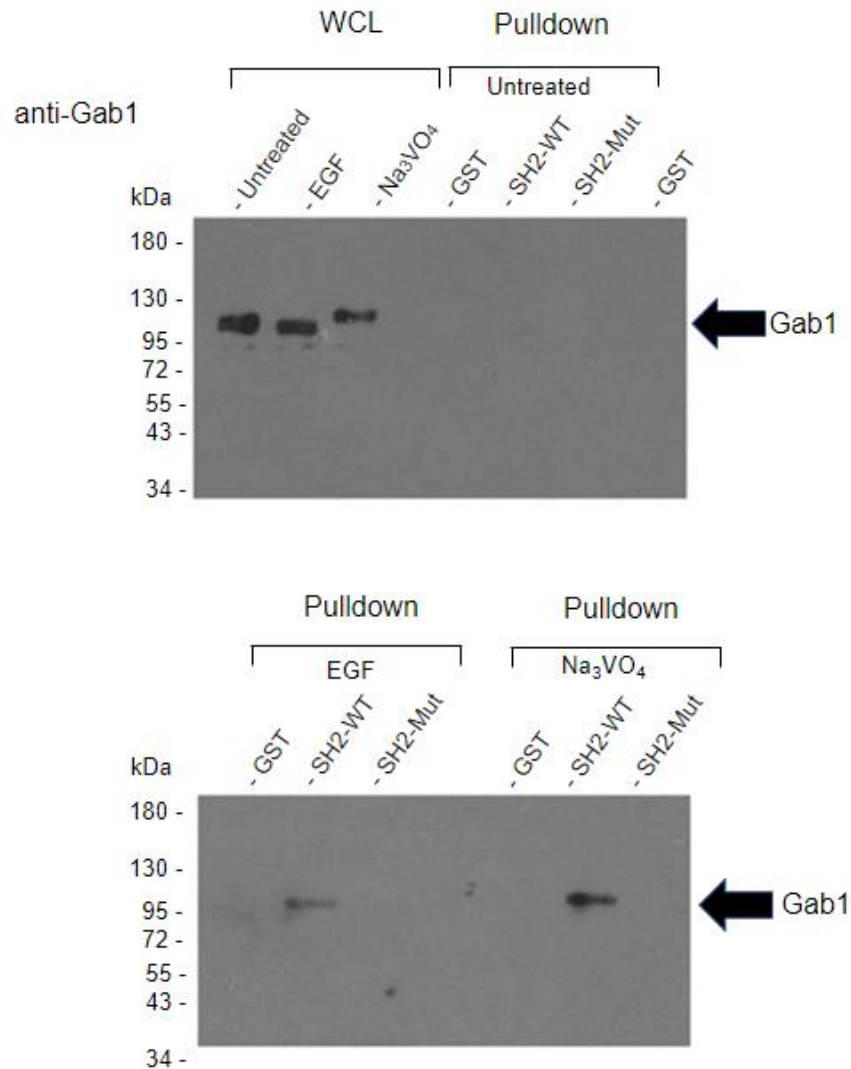 WCL Pulldown
Untreated
anti-Gab1
- Untreated
- EGF
- Na₃VO₄
- GST
- SH2-WT
- SH2-Mut
- GST
kDa
180 -
130 -
95 -
72 -
55 -
43 -
34 -
Gab1
Pulldown Pulldown
EGF Na₃VO₄
- GST
- SH2-WT
- SH2-Mut
- GST
- SH2-WT
- SH2-Mut
kDa
180 -
130 -
95 -
72 -
55 -
43 -
34 -
Gab1